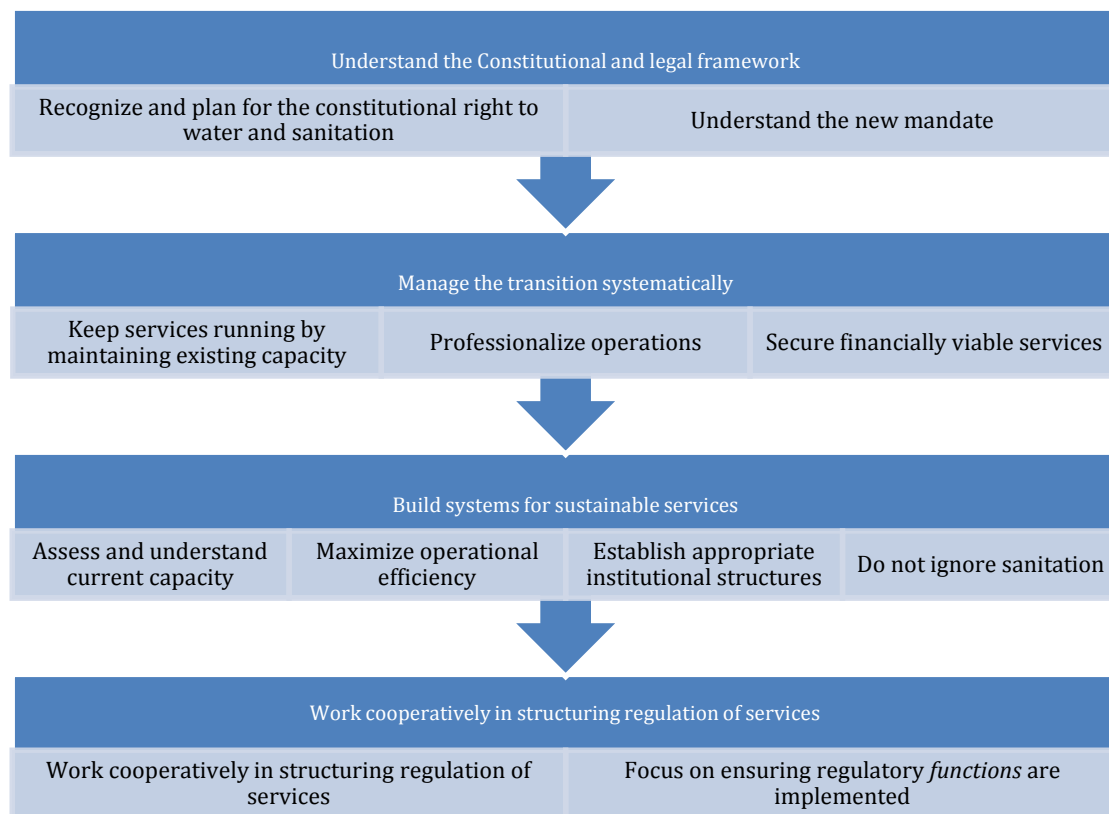 Understand the Constitutional and legal framework
Recognize and plan for the constitutional right to
water and sanitation
Understand the new mandate
Manage the transition systematically
Keep services running by
maintaining existing capacity
Professionalize operations
Secure financially viable services
Build systems for sustainable services
Assess and understand
current capacity
Maximize operational
efficiency
Establish appropriate
institutional structures
Do not ignore sanitation
Work cooperatively in structuring regulation of services
Work cooperatively in structuring regulation of
services
Focus on ensuring regulatory functions are
implemented